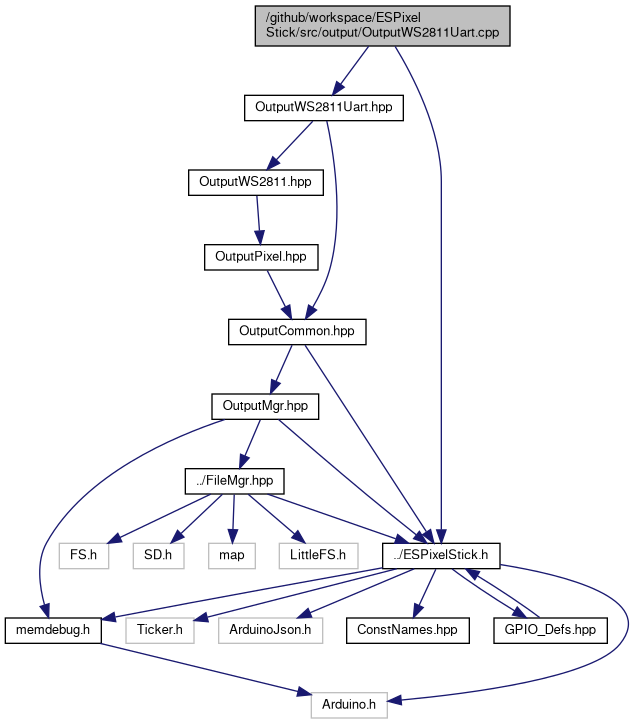 /github/workspace/ESPixel
Stick/src/output/OutputWS2811Uart.cpp
OutputWS2811Uart.hpp
OutputWS2811.hpp
OutputPixel.hpp
OutputCommon.hpp
OutputMgr.hpp
../FileMgr.hpp
FS.h
SD.h
map
LittleFS.h
../ESPixelStick.h
memdebug.h
Ticker.h
ArduinoJson.h
ConstNames.hpp
GPIO_Defs.hpp
Arduino.h